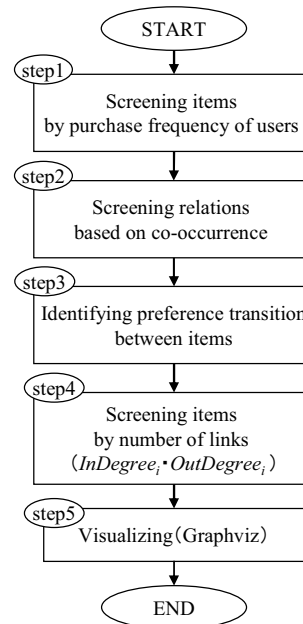 START
step1
Screening items
by purchase frequency of users
step2
Screening relations
based on co-occurrence
step3
Identifying preference transition
between items
step4
Screening items
by number of links
(InDegreeᵢ・OutDegreeᵢ)
step5
Visualizing(Graphviz)
END